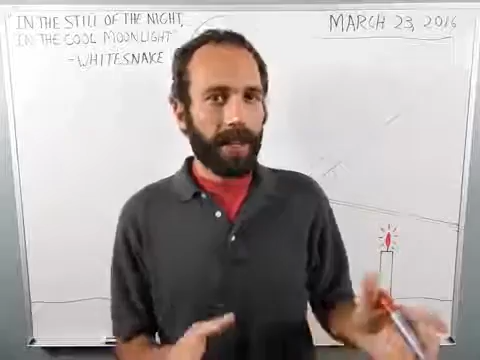 IN THE STILL OF THE NIGHT,
IN THE COOL MOONLIGHT
- WHITESNAKE
MARCH 23, 2016